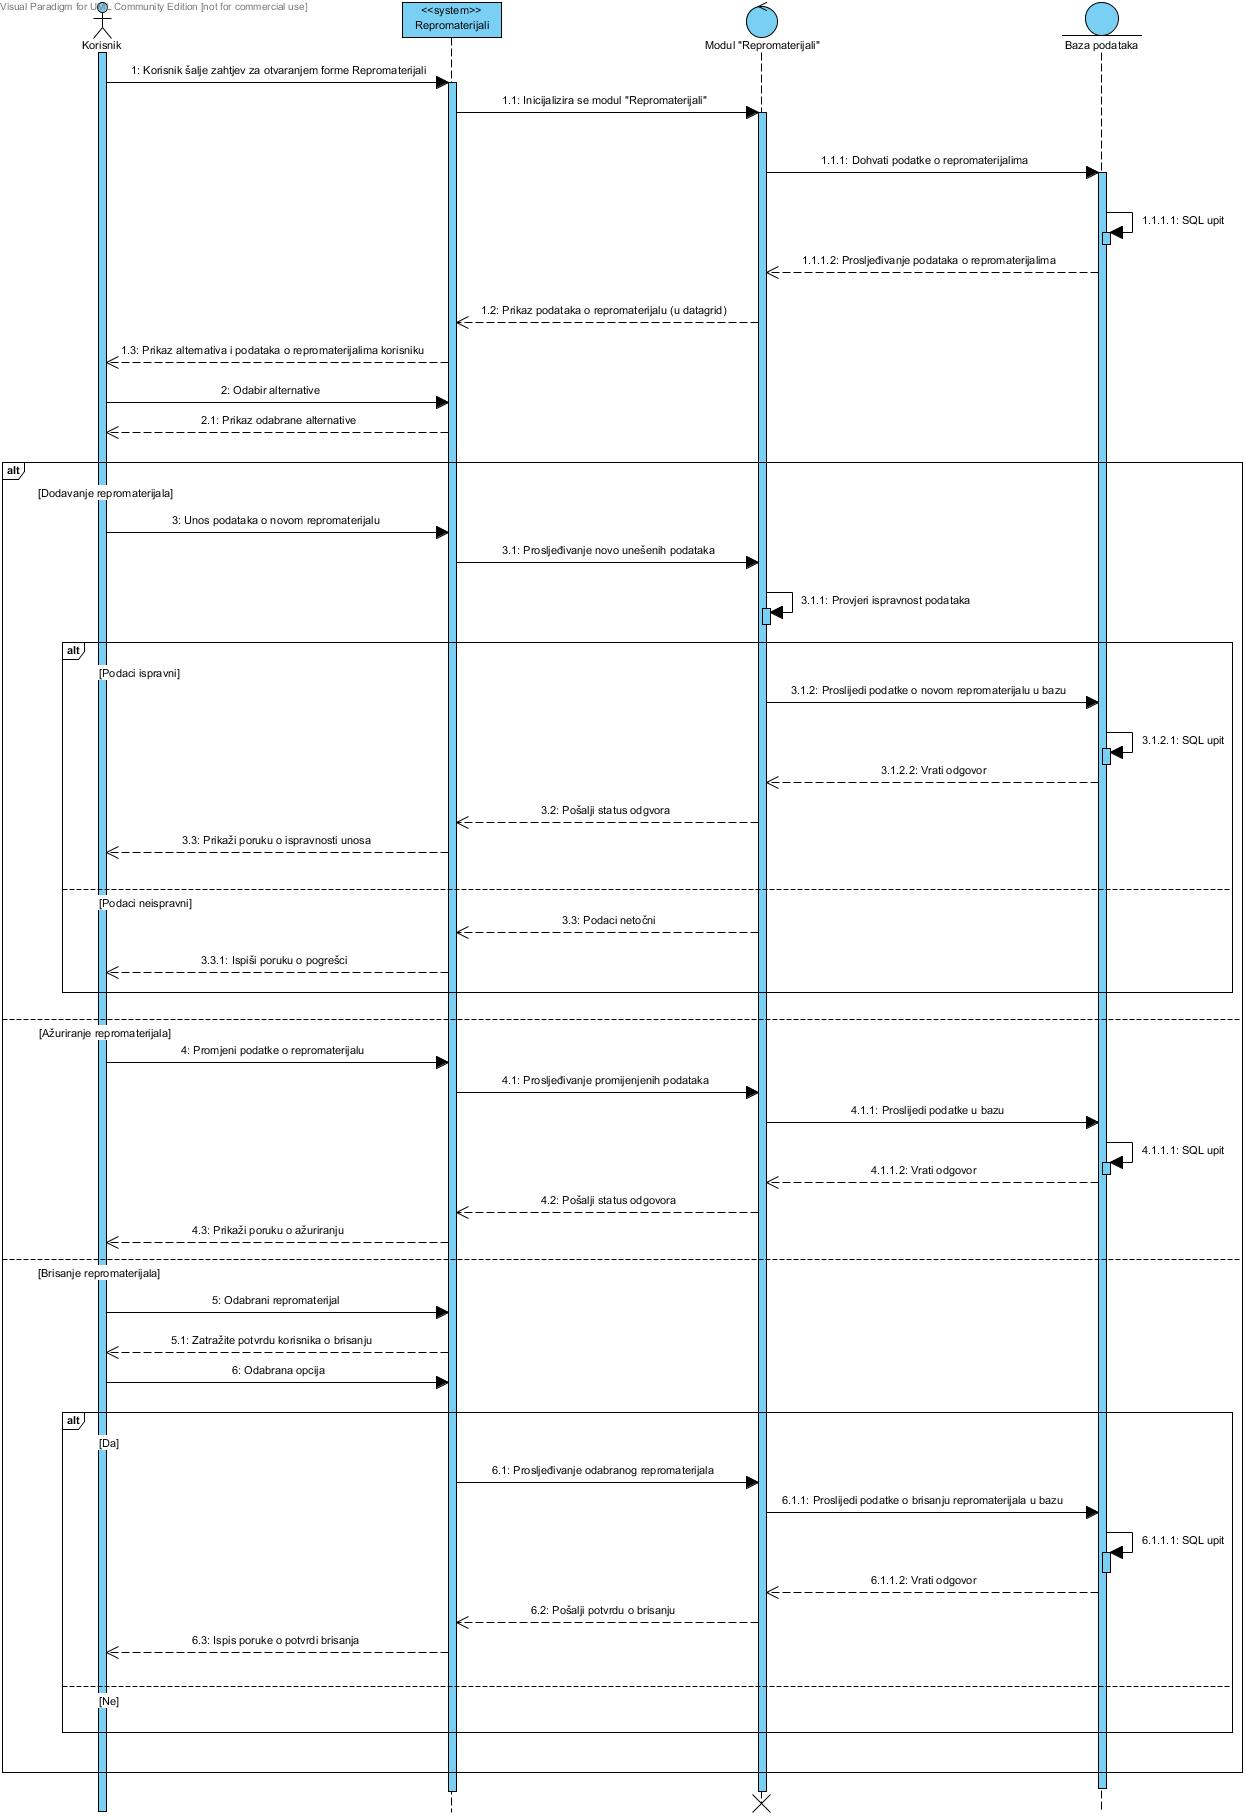 Visual Paradigm for UML Community Edition [not for commercial use]
<<system>>
Repromaterijali
Korisnik
Modul "Repromaterijali"
Baza podataka
1: Korisnik šalje zahtjev za otvaranjem forme Repromaterijali
1.1: Inicijalizira se modul "Repromaterijali"
1.1.1: Dohvati podatke o repromaterijalima
1.1.1.1: SQL upit
1.1.1.2: Prosljeđivanje podataka o repromaterijalima
1.2: Prikaz podataka o repromaterijalu (u datagrid)
1.3: Prikaz alternativa i podataka o repromaterijalima korisniku
2: Odabir alternative
2.1: Prikaz odabrane alternative
alt
[Dodavanje repromaterijala]
3: Unos podataka o novom repromaterijalu
3.1: Prosljeđivanje novo unešenih podataka
3.1.1: Provjeri ispravnost podataka
alt
[Podaci ispravni]
3.1.2: Proslijedi podatke o novom repromaterijalu u bazu
3.1.2.1: SQL upit
3.1.2.2: Vrati odgovor
3.2: Pošalji status odgvora
3.3: Prikaži poruku o ispravnosti unosa
[Podaci neispravni]
3.3: Podaci netočni
3.3.1: Ispiši poruku o pogrešci
[Ažuriranje repromaterijala]
4: Promjeni podatke o repromaterijalu
4.1: Prosljeđivanje promijenjenih podataka
4.1.1: Proslijedi podatke u bazu
4.1.1.1: SQL upit
4.1.1.2: Vrati odgovor
4.2: Pošalji status odgovora
4.3: Prikaži poruku o ažuriranju
[Brisanje repromaterijala]
5: Odabrani repromaterijal
5.1: Zatražite potvrdu korisnika o brisanju
6: Odabrana opcija
alt
[Da]
6.1: Prosljeđivanje odabranog repromaterijala
6.1.1: Proslijedi podatke o brisanju repromaterijala u bazu
6.1.1.1: SQL upit
6.1.1.2: Vrati odgovor
6.2: Pošalji potvrdu o brisanju
6.3: Ispis poruke o potvrdi brisanja
[Ne]